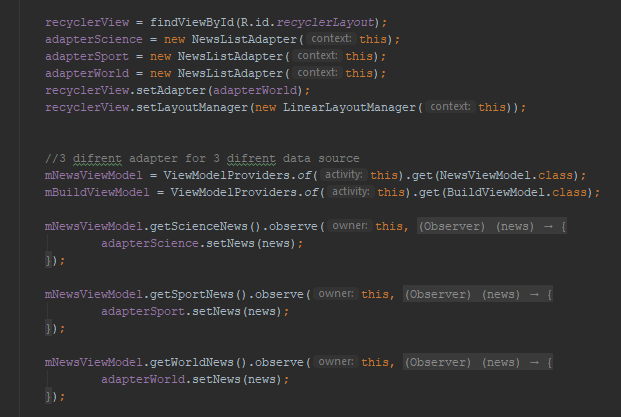 recyclerView = findViewById(R.id.recyclerLayout);
adapterScience = new NewsListAdapter( context: this);
adapterSport = new NewsListAdapter( context: this);
adapterWorld = new NewsListAdapter( context: this);
recyclerView.setAdapter(adapterWorld);
recyclerView.setLayoutManager(new LinearLayoutManager( context: this));
//3 difrent adapter for 3 difrent data source
mNewsViewModel = ViewModelProviders.of( activity: this).get(NewsViewModel.class);
mBuildViewModel = ViewModelProviders.of( activity: this).get(BuildViewModel.class);
mNewsViewModel.getScienceNews().observe( owner: this, (Observer) (news) → {
adapterScience.setNews(news);
});
mNewsViewModel.getSportNews().observe( owner: this, (Observer) (news) → {
adapterSport.setNews(news);
});
mNewsViewModel.getWorldNews().observe( owner: this, (Observer) (news) → {
adapterWorld.setNews(news);
});